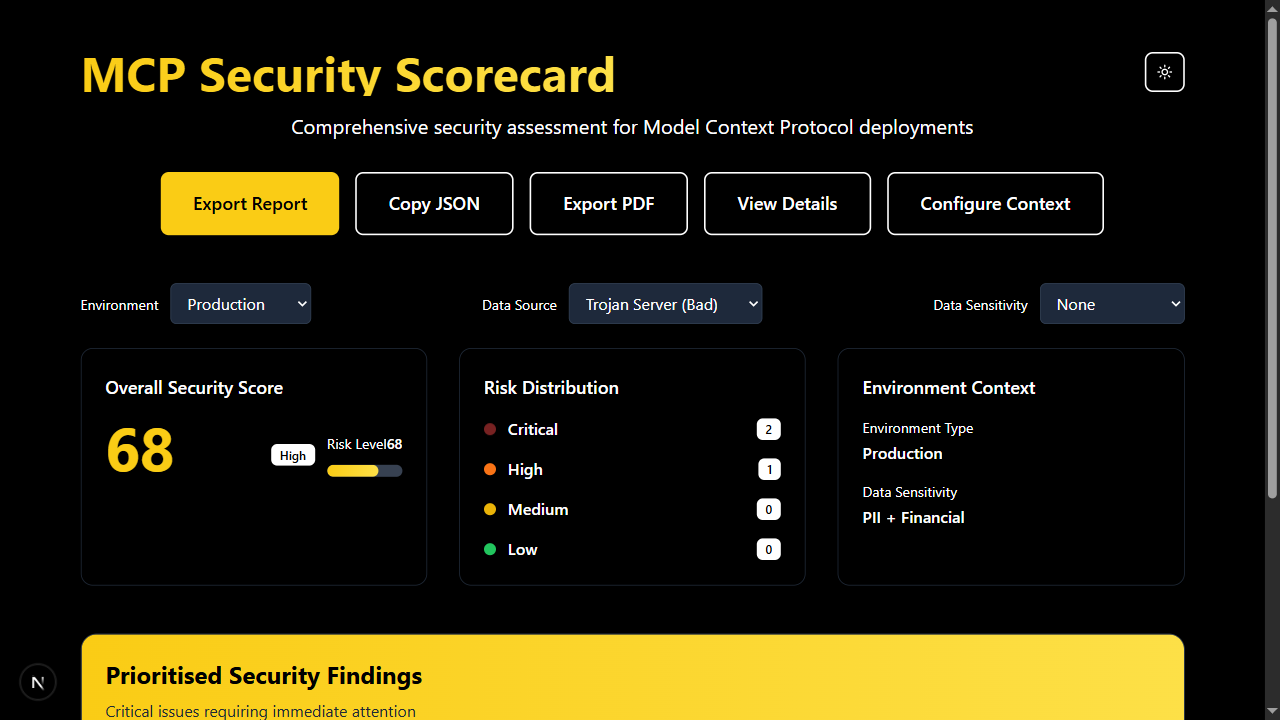 MCP Security Scorecard
Comprehensive security assessment for Model Context Protocol deployments
Export Report
Copy JSON
Export PDF
View Details
Configure Context
Environment
Production
Data Source
Trojan Server (Bad)
Data Sensitivity
None
Overall Security Score
68
High
Risk Level68
Risk Distribution
Critical 2
High 1
Medium 0
Low 0
Environment Context
Environment Type
Production
Data Sensitivity
PII + Financial
Prioritised Security Findings
Critical issues requiring immediate attention
N